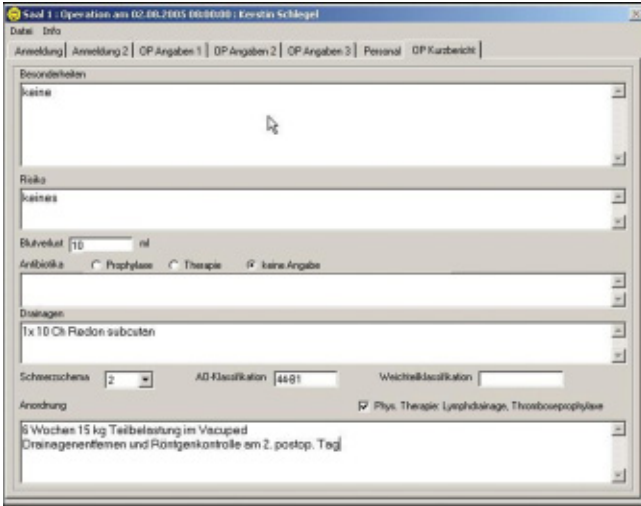 Saal 1 : Operation am 02.08.2005 08:00:00 : Kerstin Schlegel
Datei Info
Anmeldung Anmeldung 2 OP Angaben 1 OP Angaben 2 OP Angaben 3 Personal OP Kurzbericht
Besonderheiten
keine
Risiko
keines
Blutverlust 10 ml
Antibiotika Prophylaxe Therapie keine Angabe
Drainagen
1x 10 Ch Redon subcutan
Schmerzschema 2 AO-Klassifikation 44-B1 Weichteilklassifikation
Anordnung Phys. Therapie: Lymphdrainage, Thromboseprophylaxe
6 Wochen 15 kg Teilbelastung im Vacuped
Drainagenentfernen und Röntgenkontrolle am 2. postop. Tag